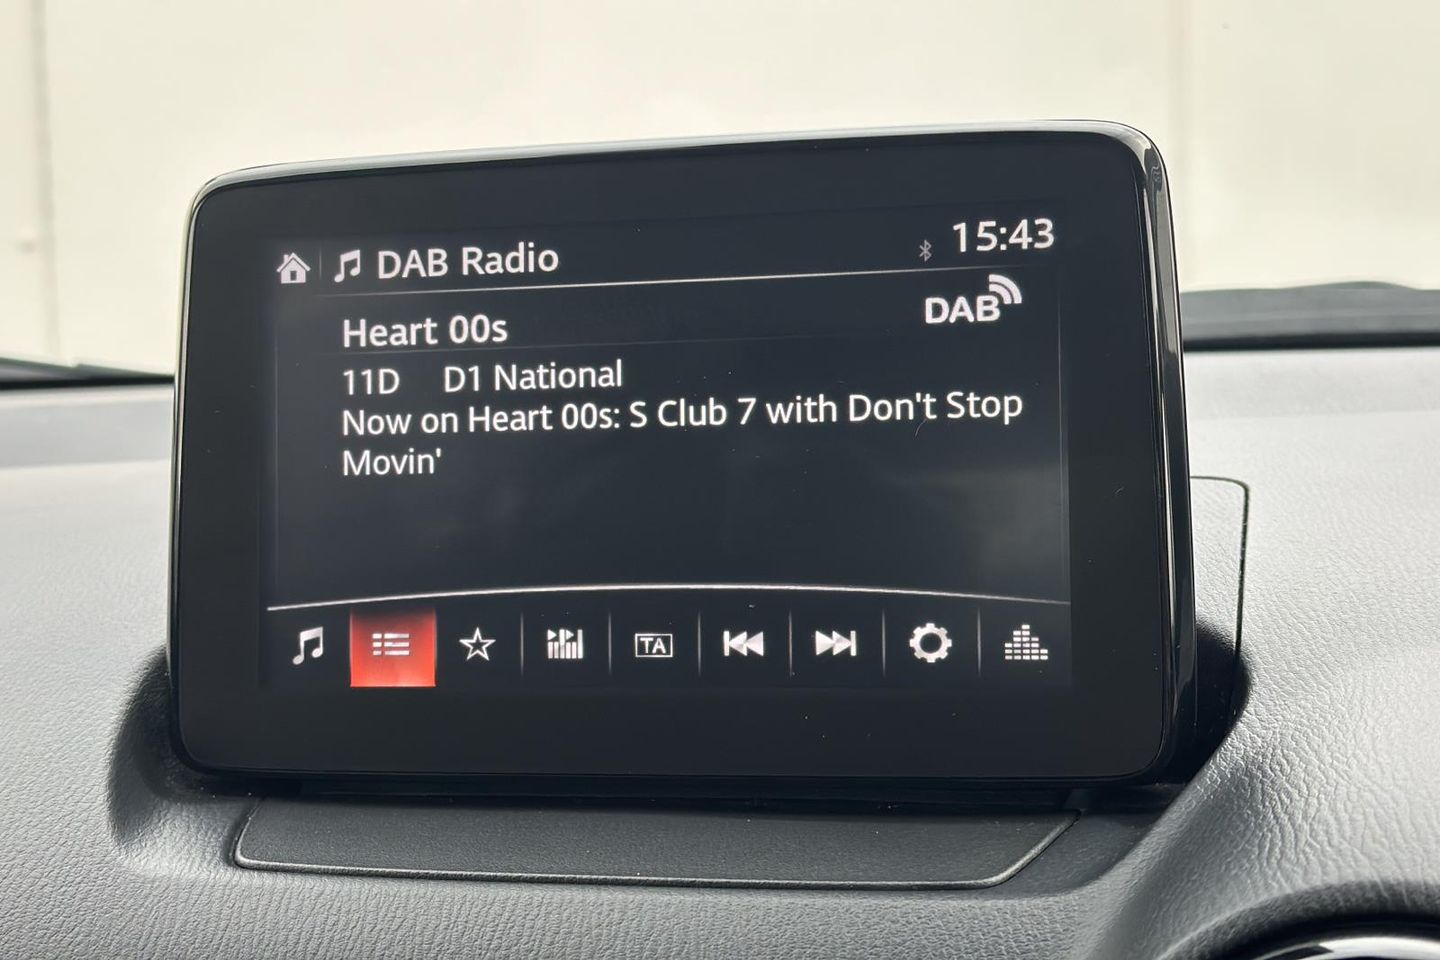 DAB Radio
15:43
Heart 00s
DAB
11D D1 National
Now on Heart 00s: S Club 7 with Don't Stop
Movin'
TA